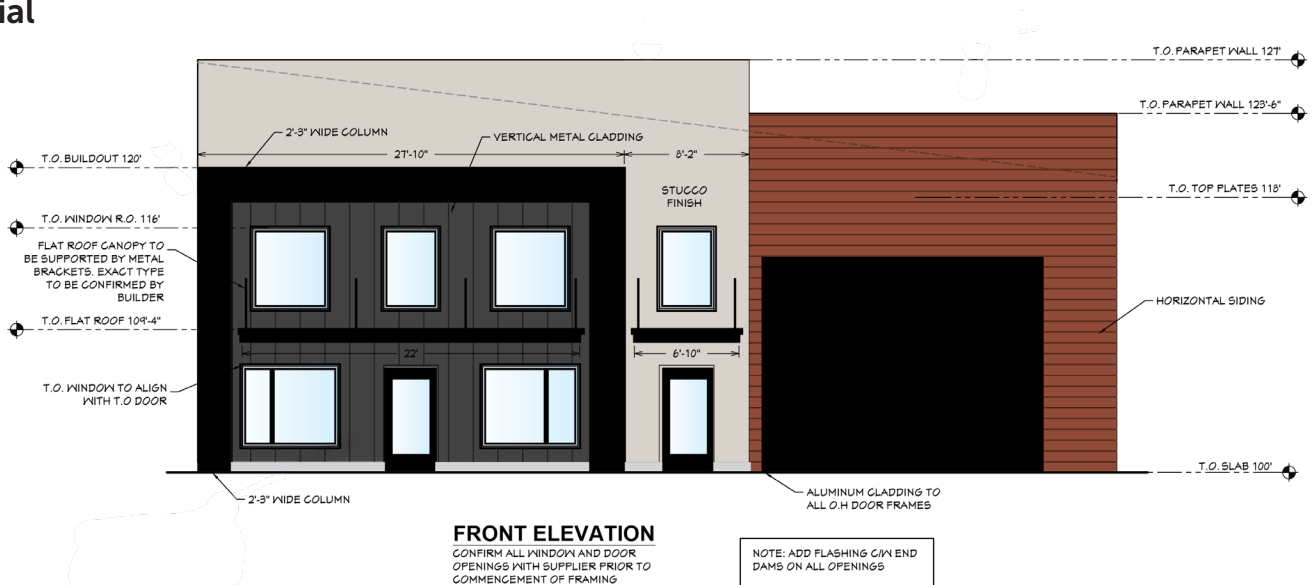 ial
T.O. PARAPET WALL 127'
T.O. PARAPET WALL 123'-6"
2'-3" WIDE COLUMN
VERTICAL METAL CLADDING
27'-10"
8'-2"
T.O. BUILDOUT 120'
STUCCO
FINISH
T.O. TOP PLATES 118'
T.O. WINDOW R.O. 116'
FLAT ROOF CANOPY TO
BE SUPPORTED BY METAL
BRACKETS. EXACT TYPE
TO BE CONFIRMED BY
BUILDER
HORIZONTAL SIDING
T.O. FLAT ROOF 109'-4"
22'
6'-10"
T.O. WINDOW TO ALIGN
WITH T.O DOOR
T.O. SLAB 100'
2'-3" WIDE COLUMN
ALUMINUM CLADDING TO
ALL O.H DOOR FRAMES
FRONT ELEVATION
CONFIRM ALL WINDOW AND DOOR
OPENINGS WITH SUPPLIER PRIOR TO
COMMENCEMENT OF FRAMING
NOTE: ADD FLASHING C/W END
DAMS ON ALL OPENINGS